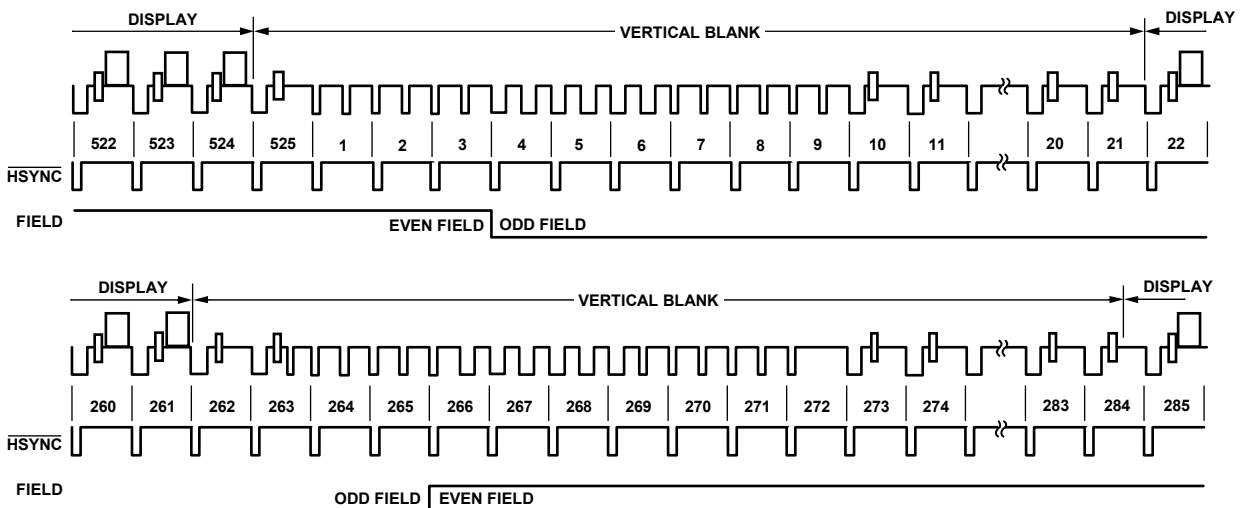 DISPLAY VERTICAL BLANK DISPLAY
522 523 524 525 1 2 3 4 5 6 7 8 9 10 11 20 21 22
HSYNC
FIELD EVEN FIELD ODD FIELD
DISPLAY VERTICAL BLANK DISPLAY
260 261 262 263 264 265 266 267 268 269 270 271 272 273 274 283 284 285
HSYNC
FIELD ODD FIELD EVEN FIELD